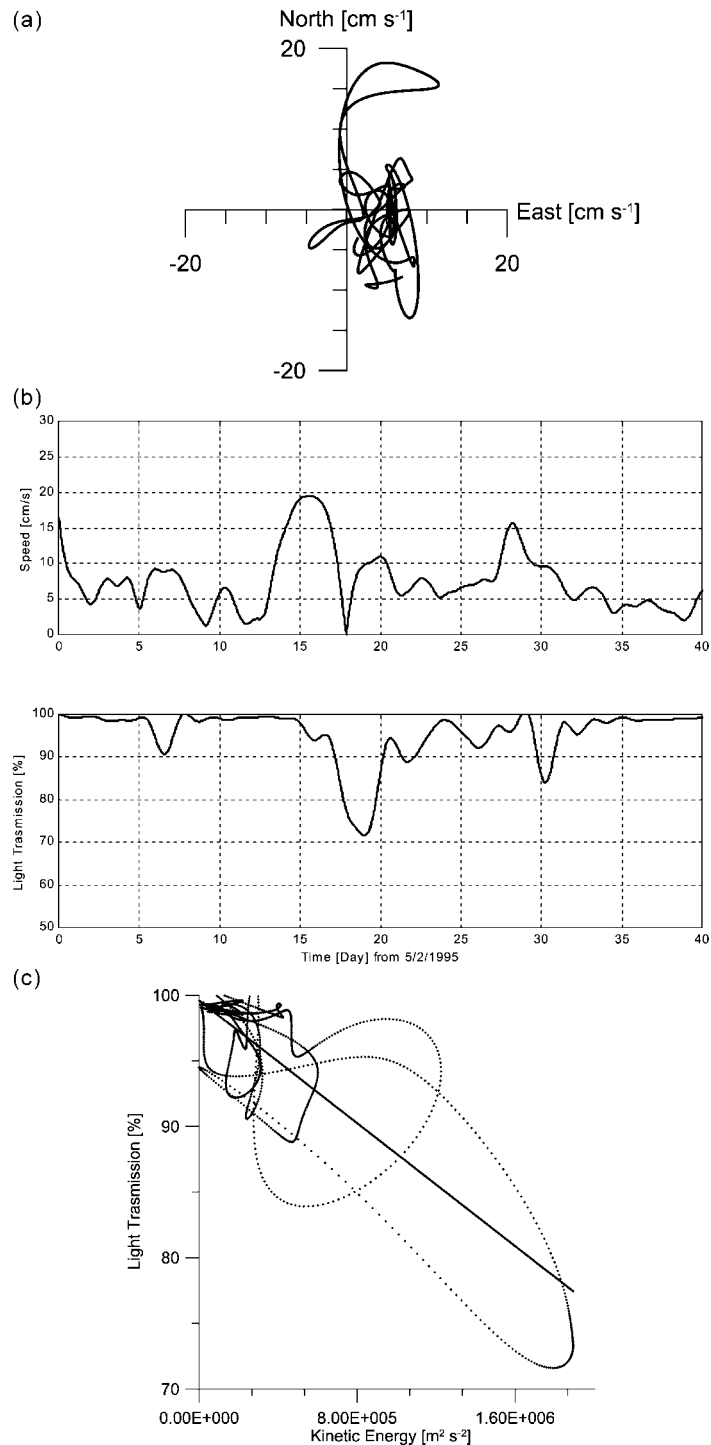 (a)
North [cm s-1]
20
East [cm s-1]
-20
20
-20
(b)
30
25
20
15
10
5
0
Speed [cm/s]
0 5 10 15 20 25 30 35 40
100
90
80
70
60
50
Light Trasmission [%]
0 5 10 15 20 25 30 35 40
Time [Day] from 5/2/1995
(c)
100
90
80
70
Light Trasmission [%]
0.00E+000 8.00E+005 1.60E+006
Kinetic Energy [m² s-²]